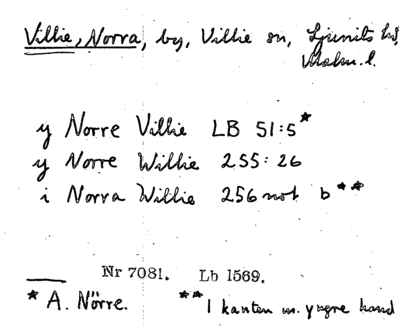 Villie, Norra, by, Villie sn, Ljunits hd,
Malm. l.
y Norre Villie LB 51:5*
y Norre Willie 255:26
i Norra Willie 256 not b**
Nr 7081. Lb 1569.
* A. Nörre. **I kanten m. yngre hand